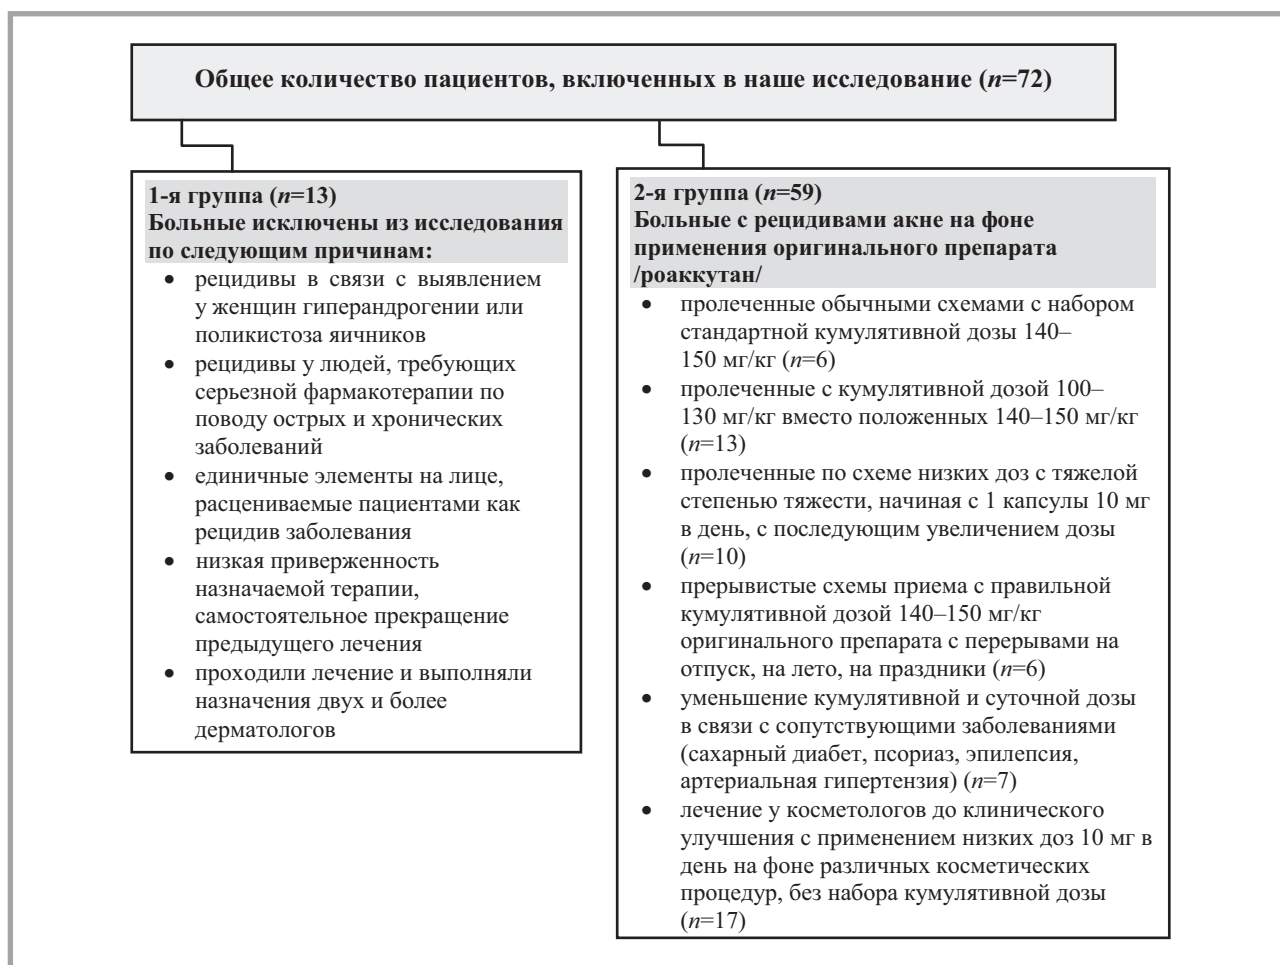 Общее количество пациентов, включенных в наше исследование (n=72)
1-я группа (n=13)
Больные исключены из исследования
по следующим причинам:
• рецидивы в связи с выявлением
у женщин гиперандрогении или
поликистоза яичников
• рецидивы у людей, требующих
серьезной фармакотерапии по
поводу острых и хронических
заболеваний
• единичные элементы на лице,
расцениваемые пациентами как
рецидив заболевания
• низкая приверженность
назначаемой терапии,
самостоятельное прекращение
предыдущего лечения
• проходили лечение и выполняли
назначения двух и более
дерматологов
2-я группа (n=59)
Больные с рецидивами акне на фоне
применения оригинального препарата
/роаккутан/
• пролеченные обычными схемами с набором
стандартной кумулятивной дозы 140–
150 мг/кг (n=6)
• пролеченные с кумулятивной дозой 100–
130 мг/кг вместо положенных 140–150 мг/кг
(n=13)
• пролеченные по схеме низких доз с тяжелой
степенью тяжести, начиная с 1 капсулы 10 мг
в день, с последующим увеличением дозы
(n=10)
• прерывистые схемы приема с правильной
кумулятивной дозой 140–150 мг/кг
оригинального препарата с перерывами на
отпуск, на лето, на праздники (n=6)
• уменьшение кумулятивной и суточной дозы
в связи с сопутствующими заболеваниями
(сахарный диабет, псориаз, эпилепсия,
артериальная гипертензия) (n=7)
• лечение у косметологов до клинического
улучшения с применением низких доз 10 мг в
день на фоне различных косметических
процедур, без набора кумулятивной дозы
(n=17)